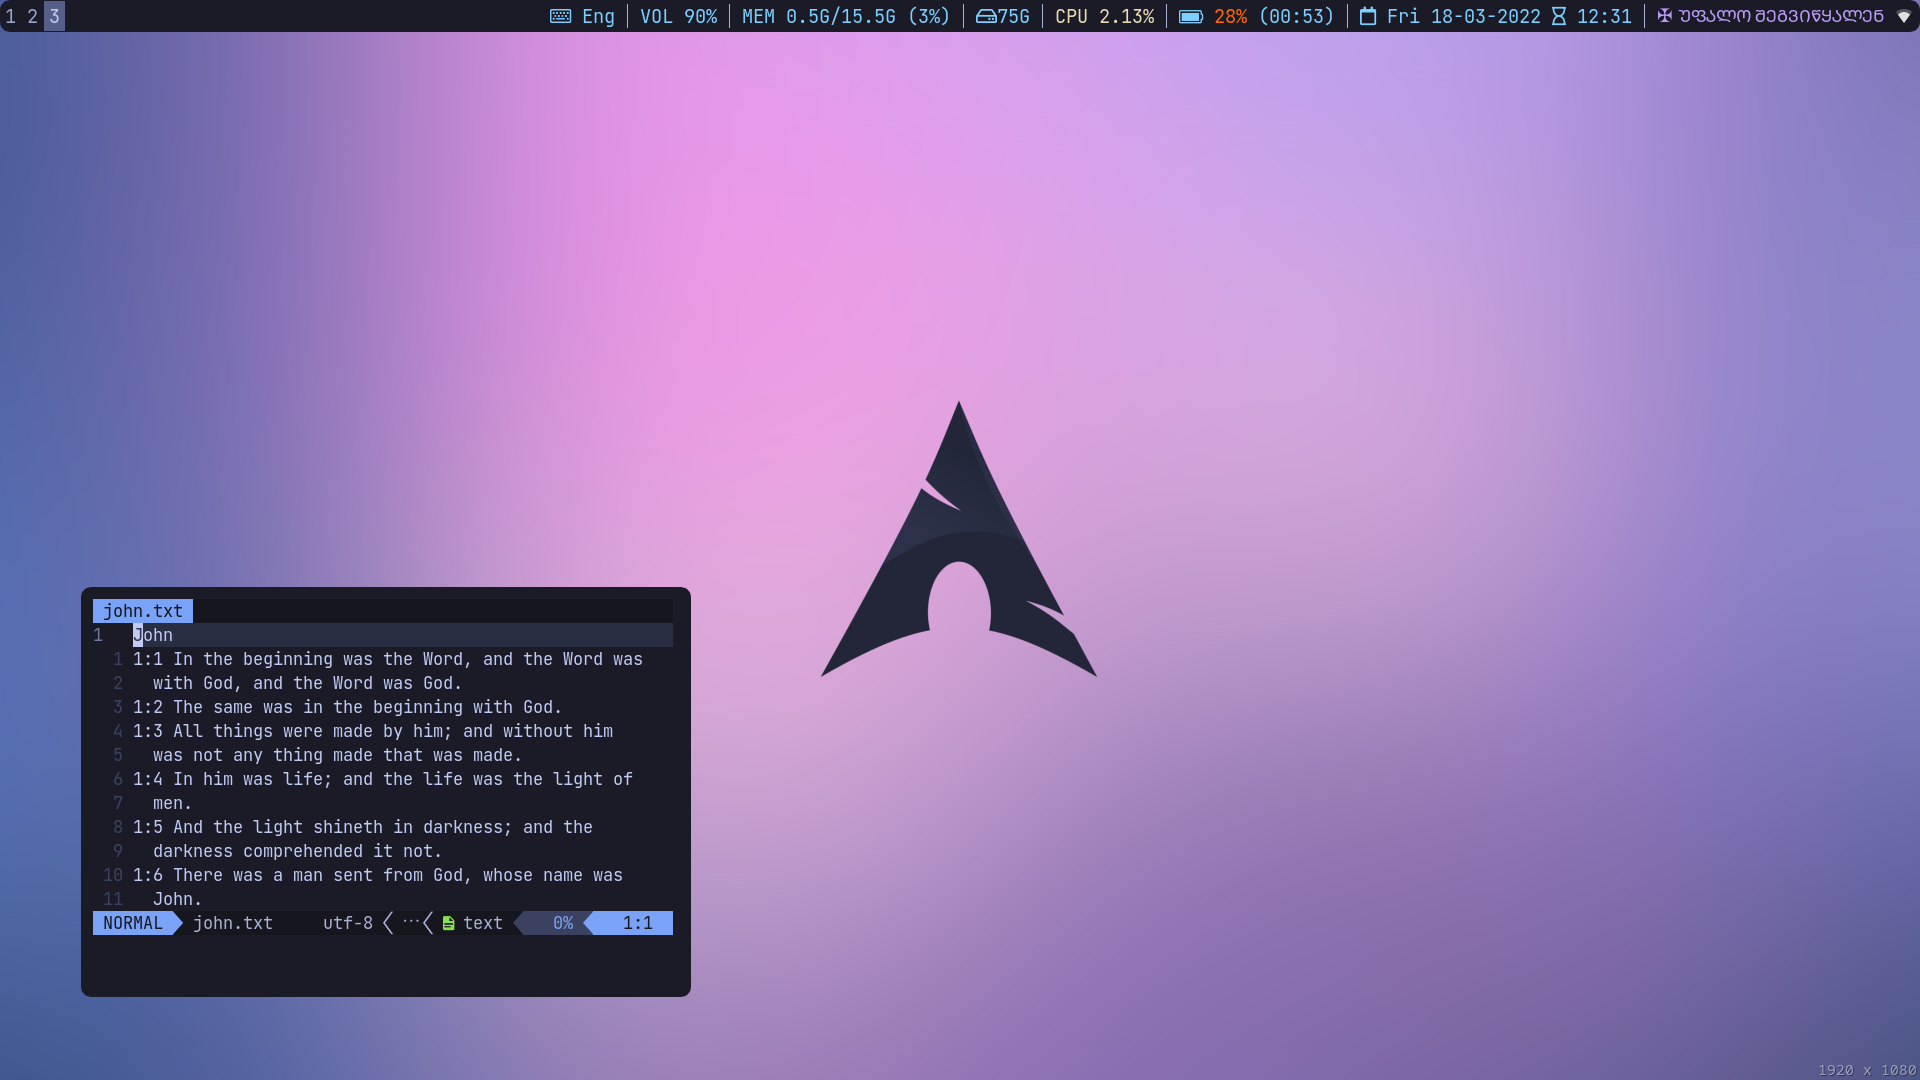 1 2 3 Eng VOL 90% MEM 0.5G/15.5G (3%) 75G CPU 2.13% 28% (00:53) Fri 18-03-2022 12:31 ✠ უფალო შეგვიწყალენ
john.txt
1 John
1 1:1 In the beginning was the Word, and the Word was
2 with God, and the Word was God.
3 1:2 The same was in the beginning with God.
4 1:3 All things were made by him; and without him
5 was not any thing made that was made.
6 1:4 In him was life; and the life was the light of
7 men.
8 1:5 And the light shineth in darkness; and the
9 darkness comprehended it not.
10 1:6 There was a man sent from God, whose name was
11 John.
NORMAL john.txt utf-8 ... text 0% 1:1
1920 x 1080